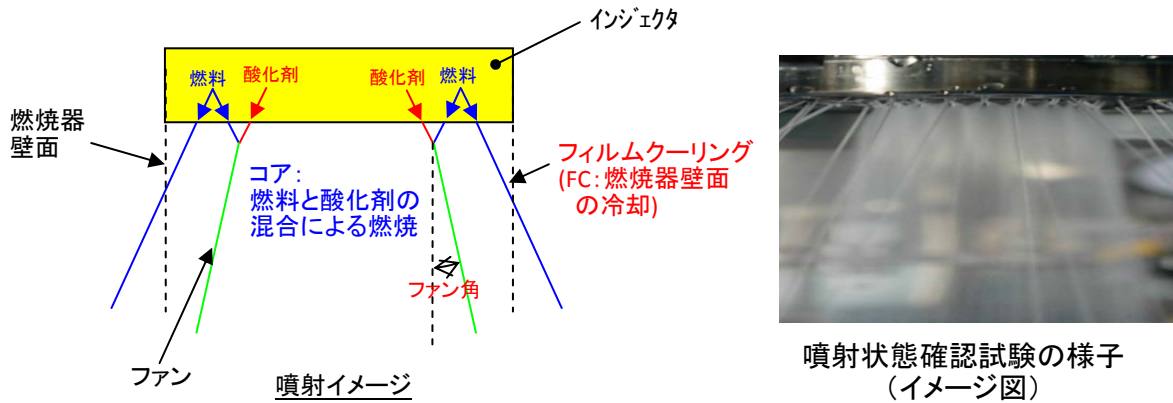 インジェクタ
燃料
酸化剤
酸化剤
燃料
燃焼器
壁面
コア:
燃料と酸化剤の
混合による燃焼
フィルムクーリング
(FC:燃焼器壁面
の冷却)
ファン角
ファン
噴射イメージ
噴射状態確認試験の様子
(イメージ図)